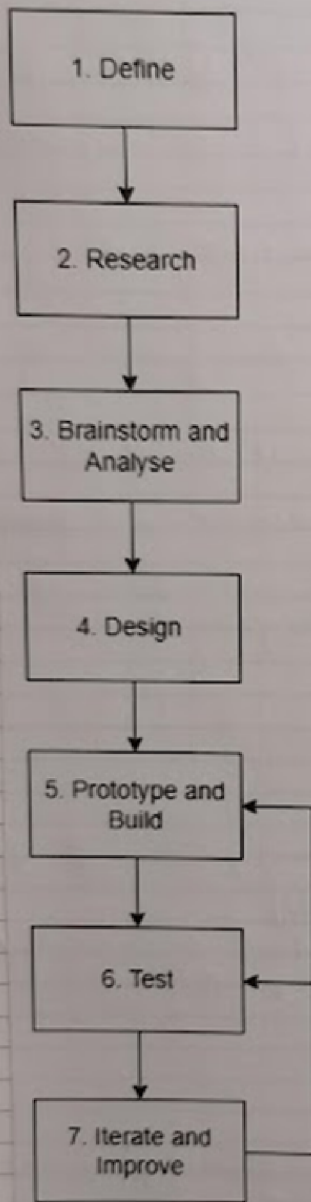 1. Define
2. Research
3. Brainstorm and
Analyse
4. Design
5. Prototype and
Build
6. Test
7. Iterate and
Improve